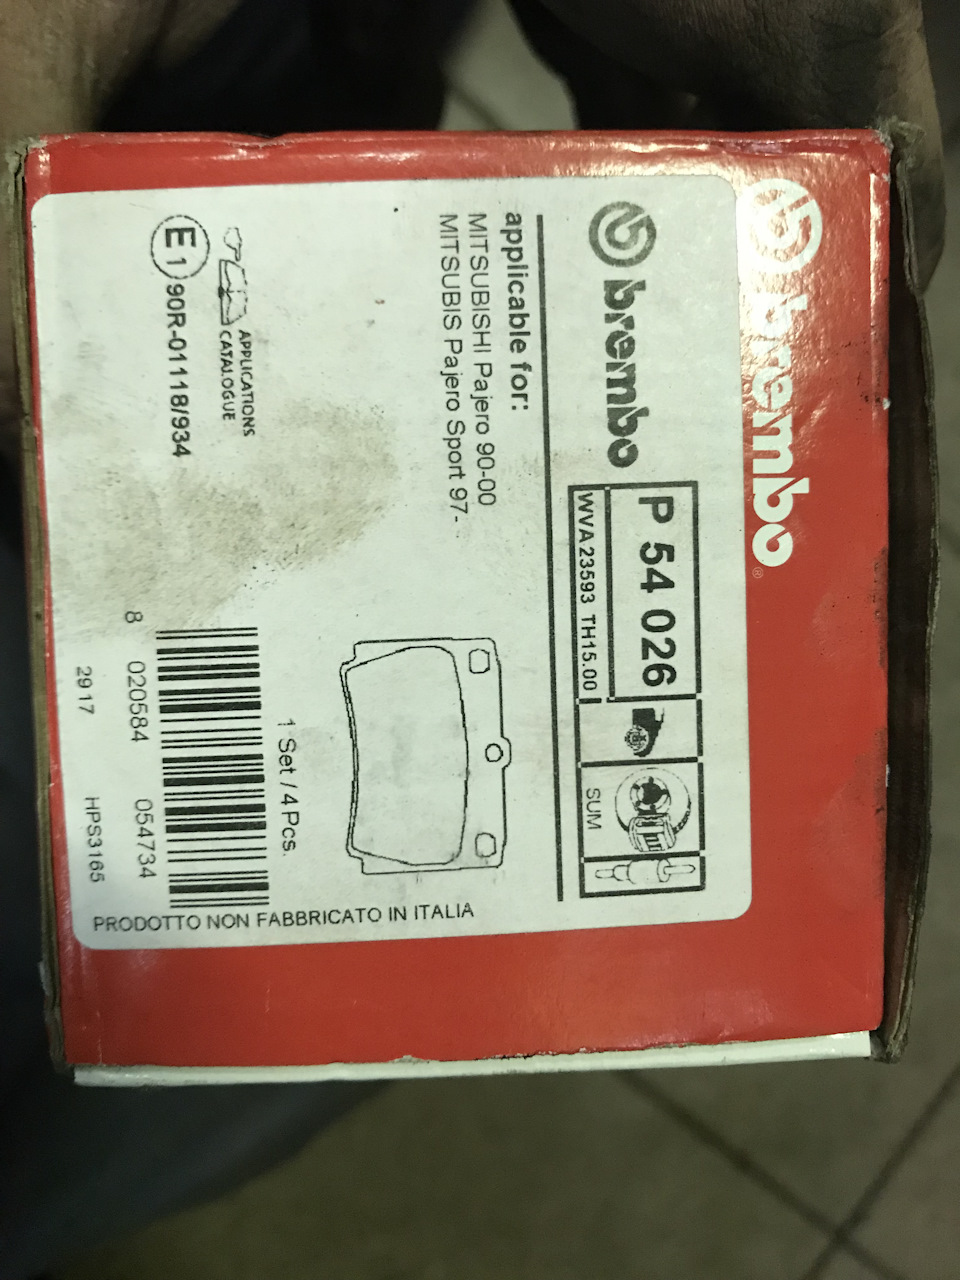 brembo®
brembo
P 54 026
WVA 23593 TH15.00
SUM
applicable for:
MITSUBISHI Pajero 90-00
MITSUBIS Pajero Sport 97-
1 Set / 4 Pcs.
APPLICATIONS
CATALOGUE
E1 90R-01118/934
8 020584 054734
2917 HPS3165
PRODOTTO NON FABBRICATO IN ITALIA